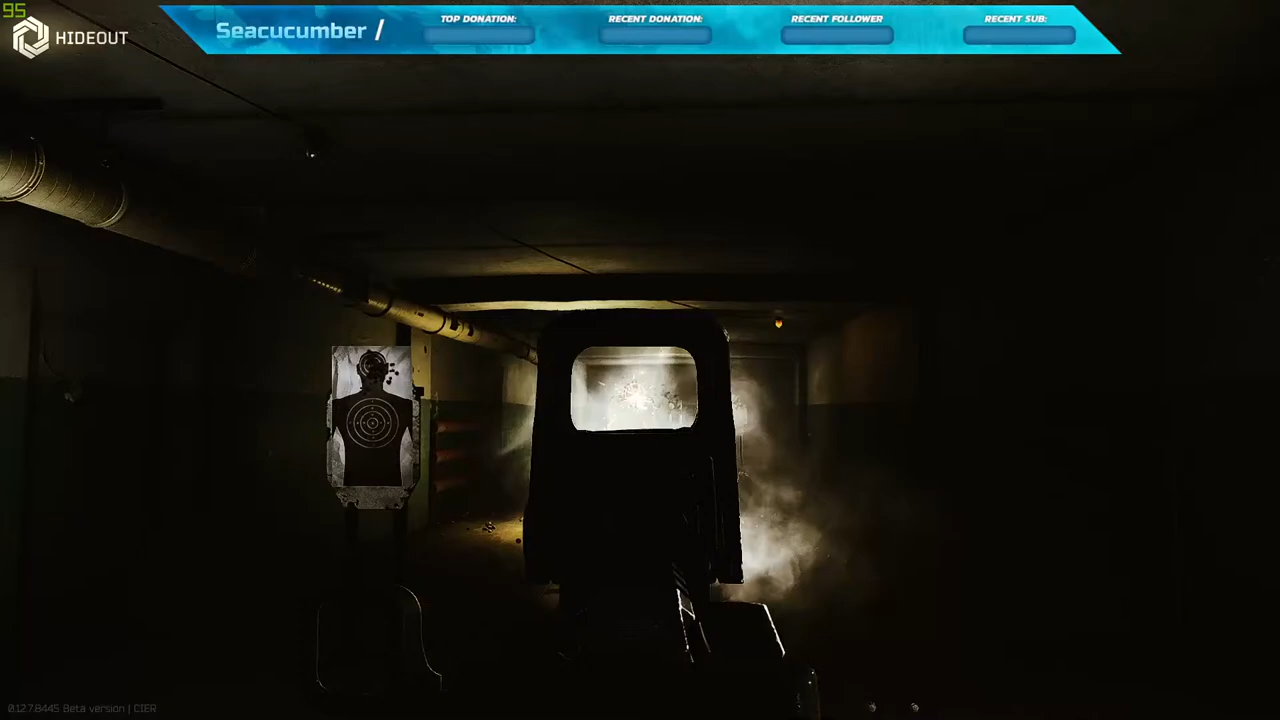 95
HIDEOUT
Seacucumber /
TOP DONATION:
RECENT DONATION:
RECENT FOLLOWER
RECENT SUB:
0.12.7.8445 Beta version | CIER